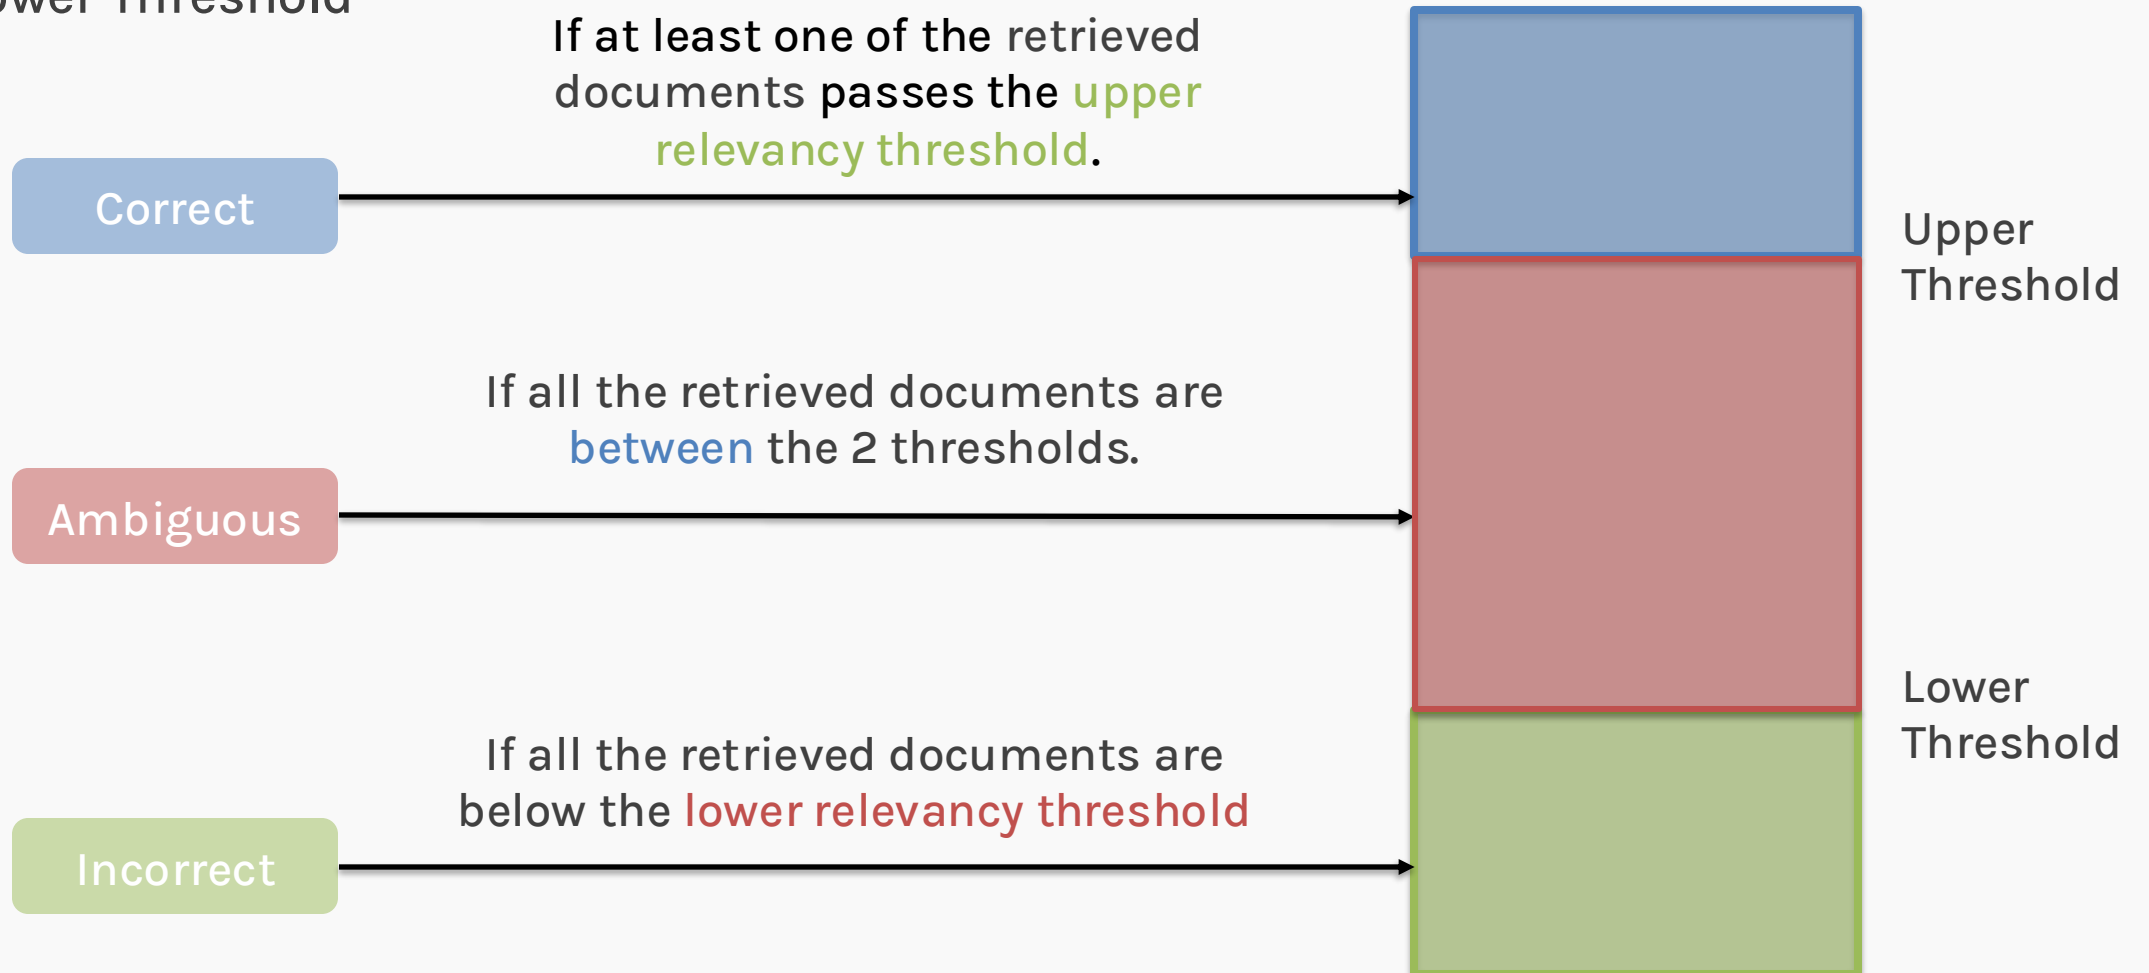 Threshold
If at least one of the retrieved
documents passes the upper
relevancy threshold.
Correct
Upper
Threshold
If all the retrieved documents are
between the 2 thresholds.
Ambiguous
Lower
Threshold
If all the retrieved documents are
below the lower relevancy threshold
Incorrect